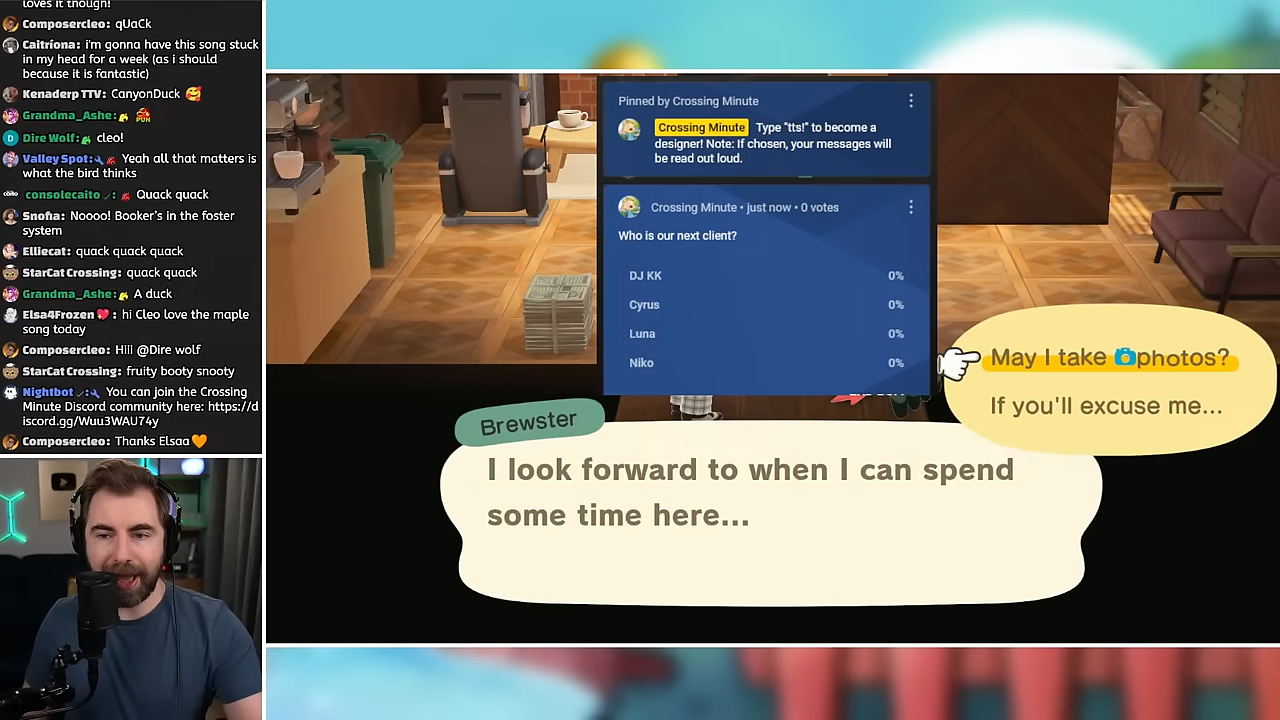 loves it though!
Composercleo: qUaCk
Caitríona: i'm gonna have this song stuck
in my head for a week (as i should
because it is fantastic)
Kenaderp TTV: CanyonDuck 🥰
Grandma_Ashe:
Dire Wolf: cleo!
Valley Spot: Yeah all that matters is
what the bird thinks
consolecaito: Quack quack
Snofia: Noooo! Booker's in the foster
system
Elliecat: quack quack quack
StarCat Crossing: quack quack
Grandma_Ashe: A duck
Elsa4Frozen❤️: hi Cleo love the maple
song today
Composercleo: HIII @Dire wolf
StarCat Crossing: fruity booty snooty
Nightbot: You can join the Crossing
Minute Discord community here: https://d
iscord.gg/Wuu3WAU74y
Composercleo: Thanks Elsaa🧡
Pinned by Crossing Minute
Crossing Minute Type "tts!" to become a
designer! Note: If chosen, your messages will
be read out loud.
Crossing Minute • just now • 0 votes
Who is our next client?
DJ KK 0%
Cyrus 0%
Luna 0%
Niko 0%
May I take 📷photos?
If you'll excuse me...
Brewster
I look forward to when I can spend
some time here...